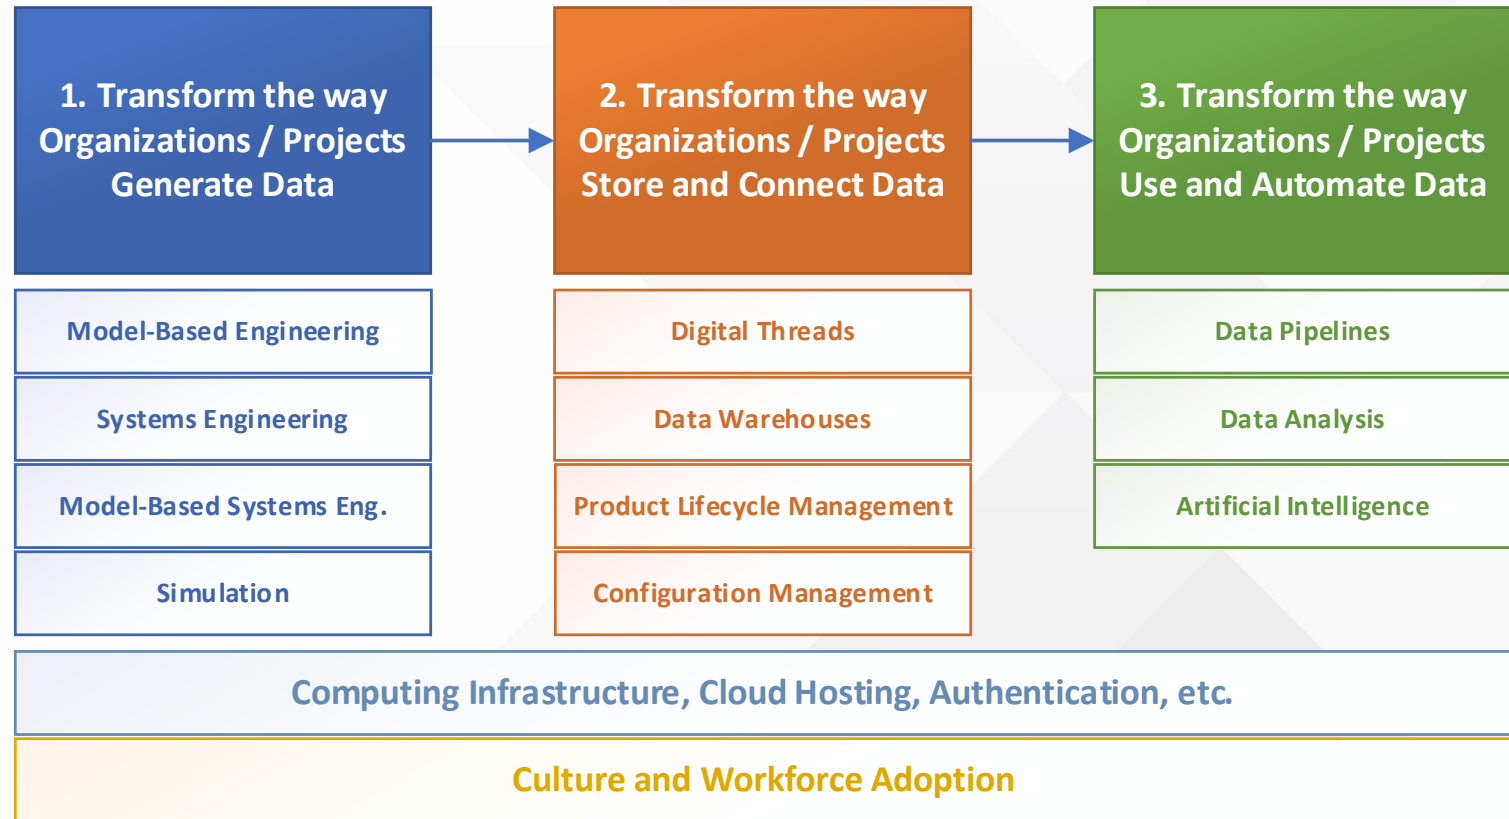 1. Transform the way
Organizations / Projects
Generate Data
2. Transform the way
Organizations / Projects
Store and Connect Data
3. Transform the way
Organizations / Projects
Use and Automate Data
Model-Based Engineering
Systems Engineering
Model-Based Systems Eng.
Simulation
Digital Threads
Data Warehouses
Product Lifecycle Management
Configuration Management
Data Pipelines
Data Analysis
Artificial Intelligence
Computing Infrastructure, Cloud Hosting, Authentication, etc.
Culture and Workforce Adoption